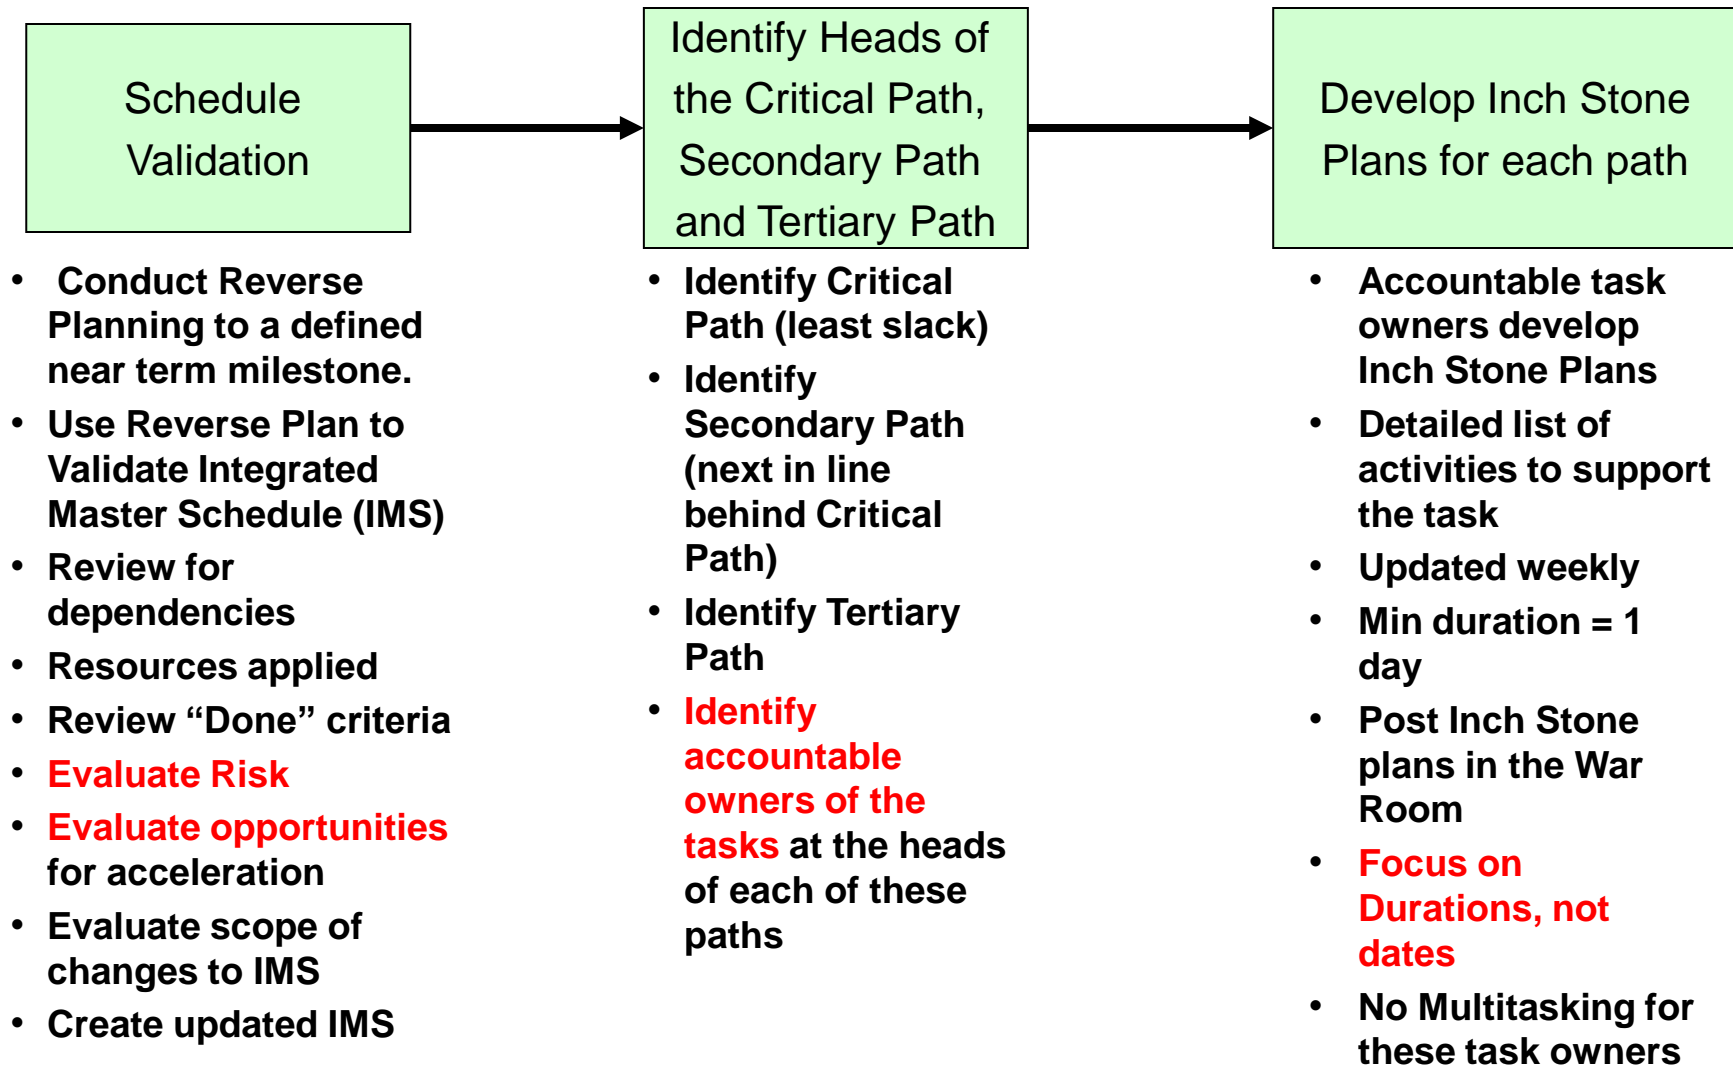 Schedule
Validation
Identify Heads of
the Critical Path,
Secondary Path
and Tertiary Path
Develop Inch Stone
Plans for each path
• Conduct Reverse
Planning to a defined
near term milestone.
• Use Reverse Plan to
Validate Integrated
Master Schedule (IMS)
• Review for
dependencies
• Resources applied
• Review “Done” criteria
• Evaluate Risk
• Evaluate opportunities
for acceleration
• Evaluate scope of
changes to IMS
• Create updated IMS
• Identify Critical
Path (least slack)
• Identify
Secondary Path
(next in line
behind Critical
Path)
• Identify Tertiary
Path
• Identify
accountable
owners of the
tasks at the heads
of each of these
paths
• Accountable task
owners develop
Inch Stone Plans
• Detailed list of
activities to support
the task
• Updated weekly
• Min duration = 1
day
• Post Inch Stone
plans in the War
Room
• Focus on
Durations, not
dates
• No Multitasking for
these task owners